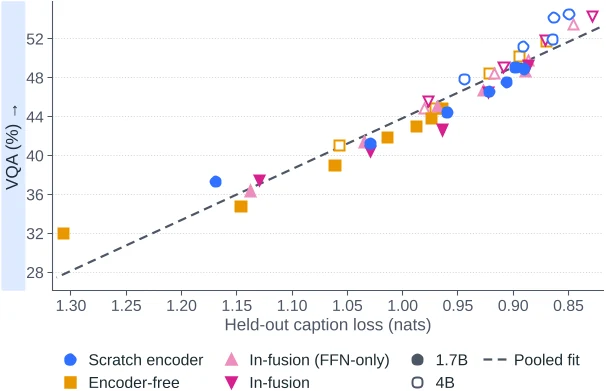 VQA (%) →
52
48
44
40
36
32
28
1.30 1.25 1.20 1.15 1.10 1.05 1.00 0.95 0.90 0.85
Held-out caption loss (nats)
Scratch encoder In-fusion (FFN-only) 1.7B Pooled fit
Encoder-free In-fusion 4B